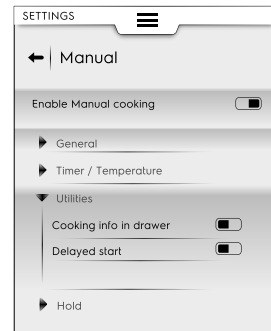 SETTINGS
Manual
Enable Manual cooking
General
Timer / Temperature
Utilities
Cooking info in drawer
Delayed start
Hold